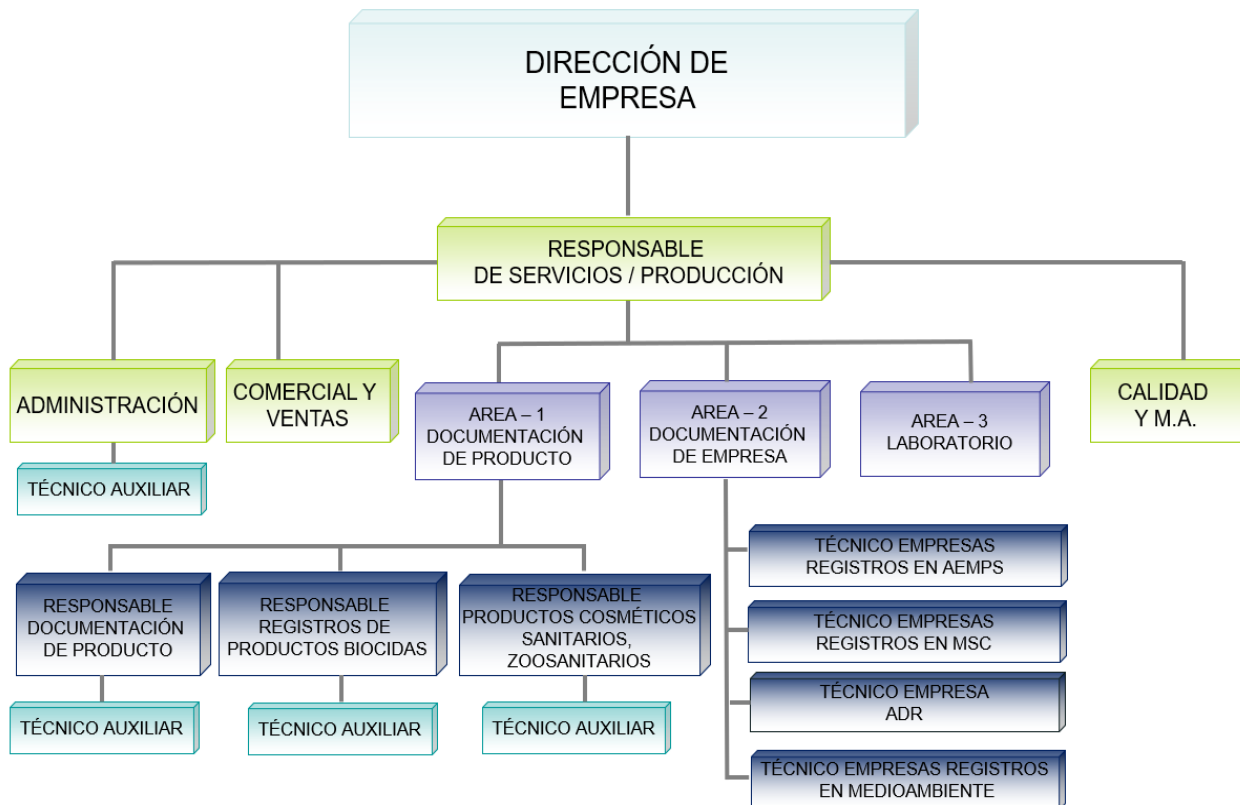 DIRECCIÓN DE
EMPRESA
RESPONSABLE
DE SERVICIOS / PRODUCCIÓN
ADMINISTRACIÓN
COMERCIAL Y
VENTAS
AREA – 1
DOCUMENTACIÓN
DE PRODUCTO
AREA – 2
DOCUMENTACIÓN
DE EMPRESA
AREA – 3
LABORATORIO
CALIDAD
Y M.A.
TÉCNICO AUXILIAR
RESPONSABLE
DOCUMENTACIÓN
DE PRODUCTO
RESPONSABLE
REGISTROS DE
PRODUCTOS BIOCIDAS
RESPONSABLE
PRODUCTOS COSMÉTICOS
SANITARIOS,
ZOOSANITARIOS
TÉCNICO AUXILIAR
TÉCNICO AUXILIAR
TÉCNICO AUXILIAR
TÉCNICO EMPRESAS
REGISTROS EN AEMPS
TÉCNICO EMPRESAS
REGISTROS EN MSC
TÉCNICO EMPRESA
ADR
TÉCNICO EMPRESAS REGISTROS
EN MEDIOAMBIENTE